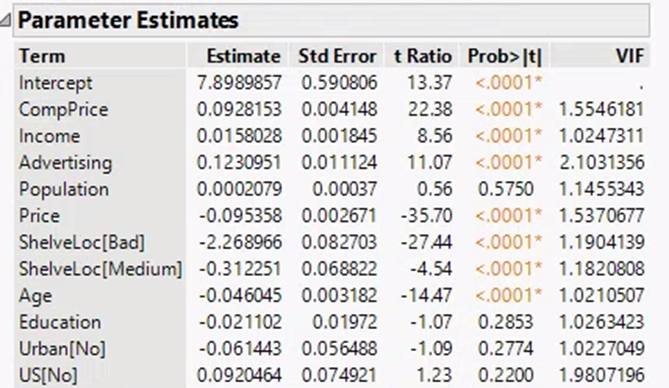 Parameter Estimates
Term Estimate Std Error t Ratio Prob>|t| VIF
Intercept 7.8989857 0.590806 13.37 <.0001* .
CompPrice 0.0928153 0.004148 22.38 <.0001* 1.5546181
Income 0.0158028 0.001845 8.56 <.0001* 1.0247311
Advertising 0.1230951 0.011124 11.07 <.0001* 2.1031356
Population 0.0002079 0.00037 0.56 0.5750 1.1455343
Price -0.095358 0.002671 -35.70 <.0001* 1.5370677
ShelveLoc[Bad] -2.268966 0.082703 -27.44 <.0001* 1.1904139
ShelveLoc[Medium] -0.312251 0.068822 -4.54 <.0001* 1.1820808
Age -0.046045 0.003182 -14.47 <.0001* 1.0210507
Education -0.021102 0.01972 -1.07 0.2853 1.0263423
Urban[No] -0.061443 0.056488 -1.09 0.2774 1.0227049
US[No] 0.0920464 0.074921 1.23 0.2200 1.9807196